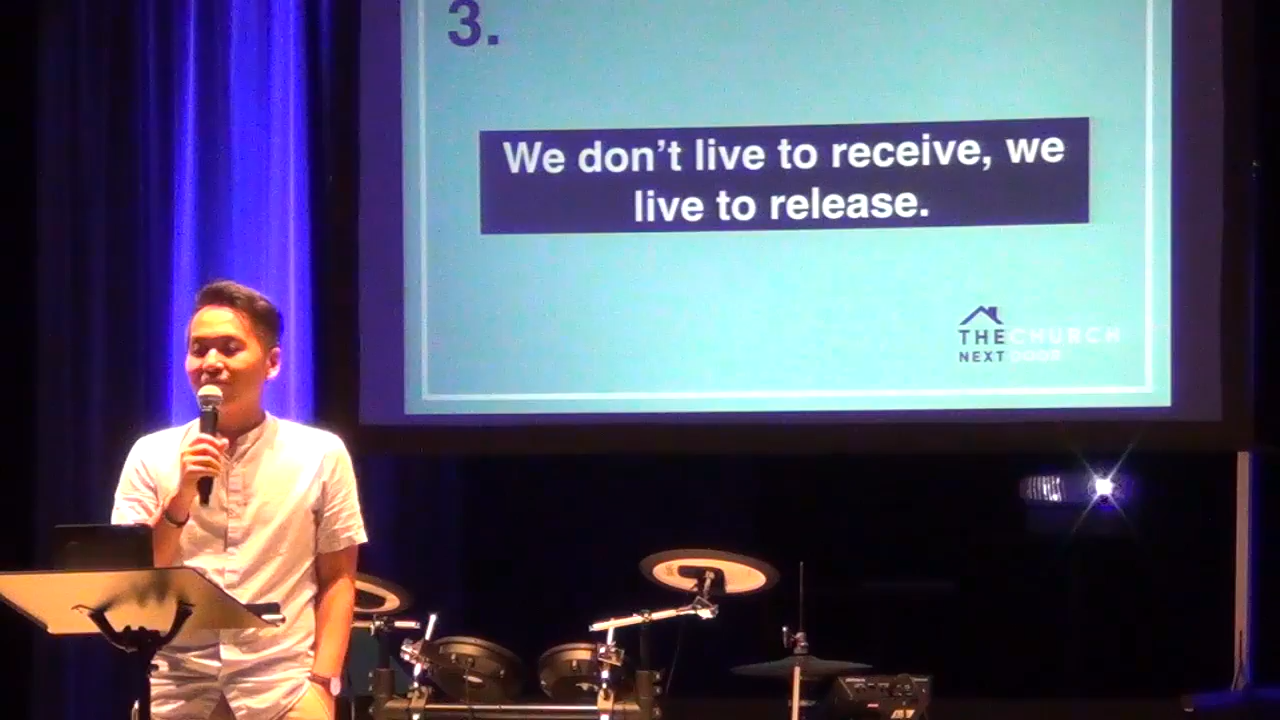 3.
We don't live to receive, we
live to release.
THE CHURCH
NEXT DOOR